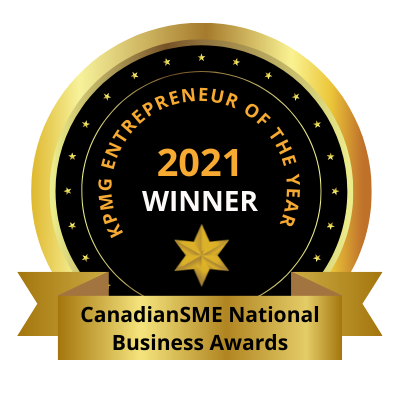 KPMG ENTREPRENEUR OF THE YEAR
2021
WINNER
CanadianSME National
Business Awards